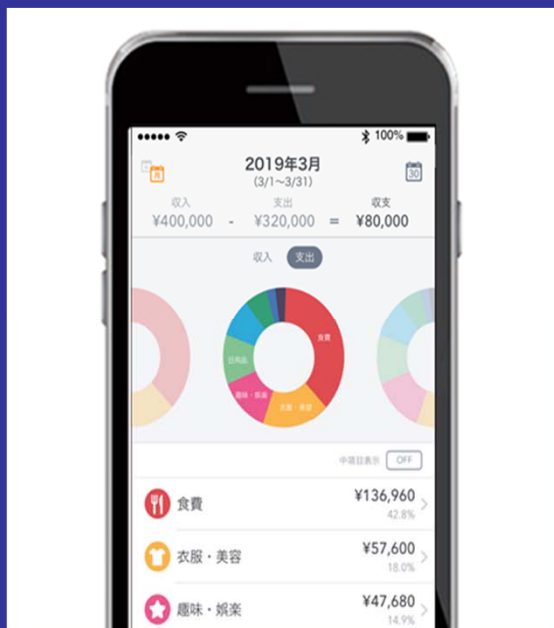 100%
月
2019年3月
30
(3/1〜3/31)
収入 支出 収支
¥400,000 - ¥320,000 = ¥80,000
収入 支出
食費
日用品
趣味・娯楽
衣服・美容
中項目表示 OFF
食費 ¥136,960
42.8%
衣服・美容 ¥57,600
18.0%
趣味・娯楽 ¥47,680
14.9%